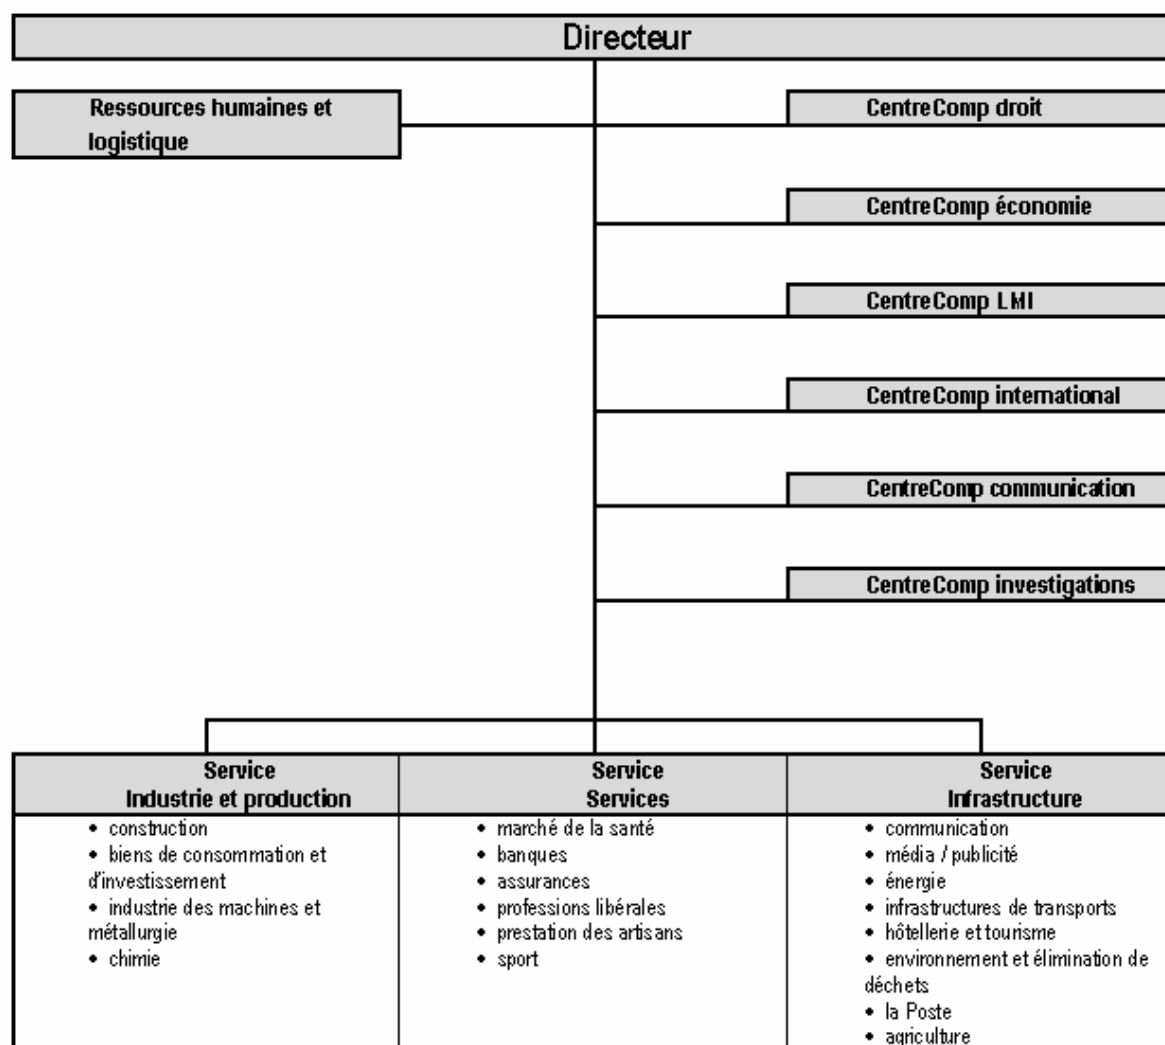 Directeur
Ressources humaines et
logistique
CentreComp droit
CentreComp économie
CentreComp LMI
CentreComp international
CentreComp communication
CentreComp investigations
Service
Industrie et production
• construction
• biens de consommation et
d'investissement
• industrie des machines et
métallurgie
• chimie
Service
Services
• marché de la santé
• banques
• assurances
• professions libérales
• prestation des artisans
• sport
Service
Infrastructure
• communication
• média / publicité
• énergie
• infrastructures de transports
• hôtellerie et tourisme
• environnement et élimination de
déchets
• la Poste
• agriculture